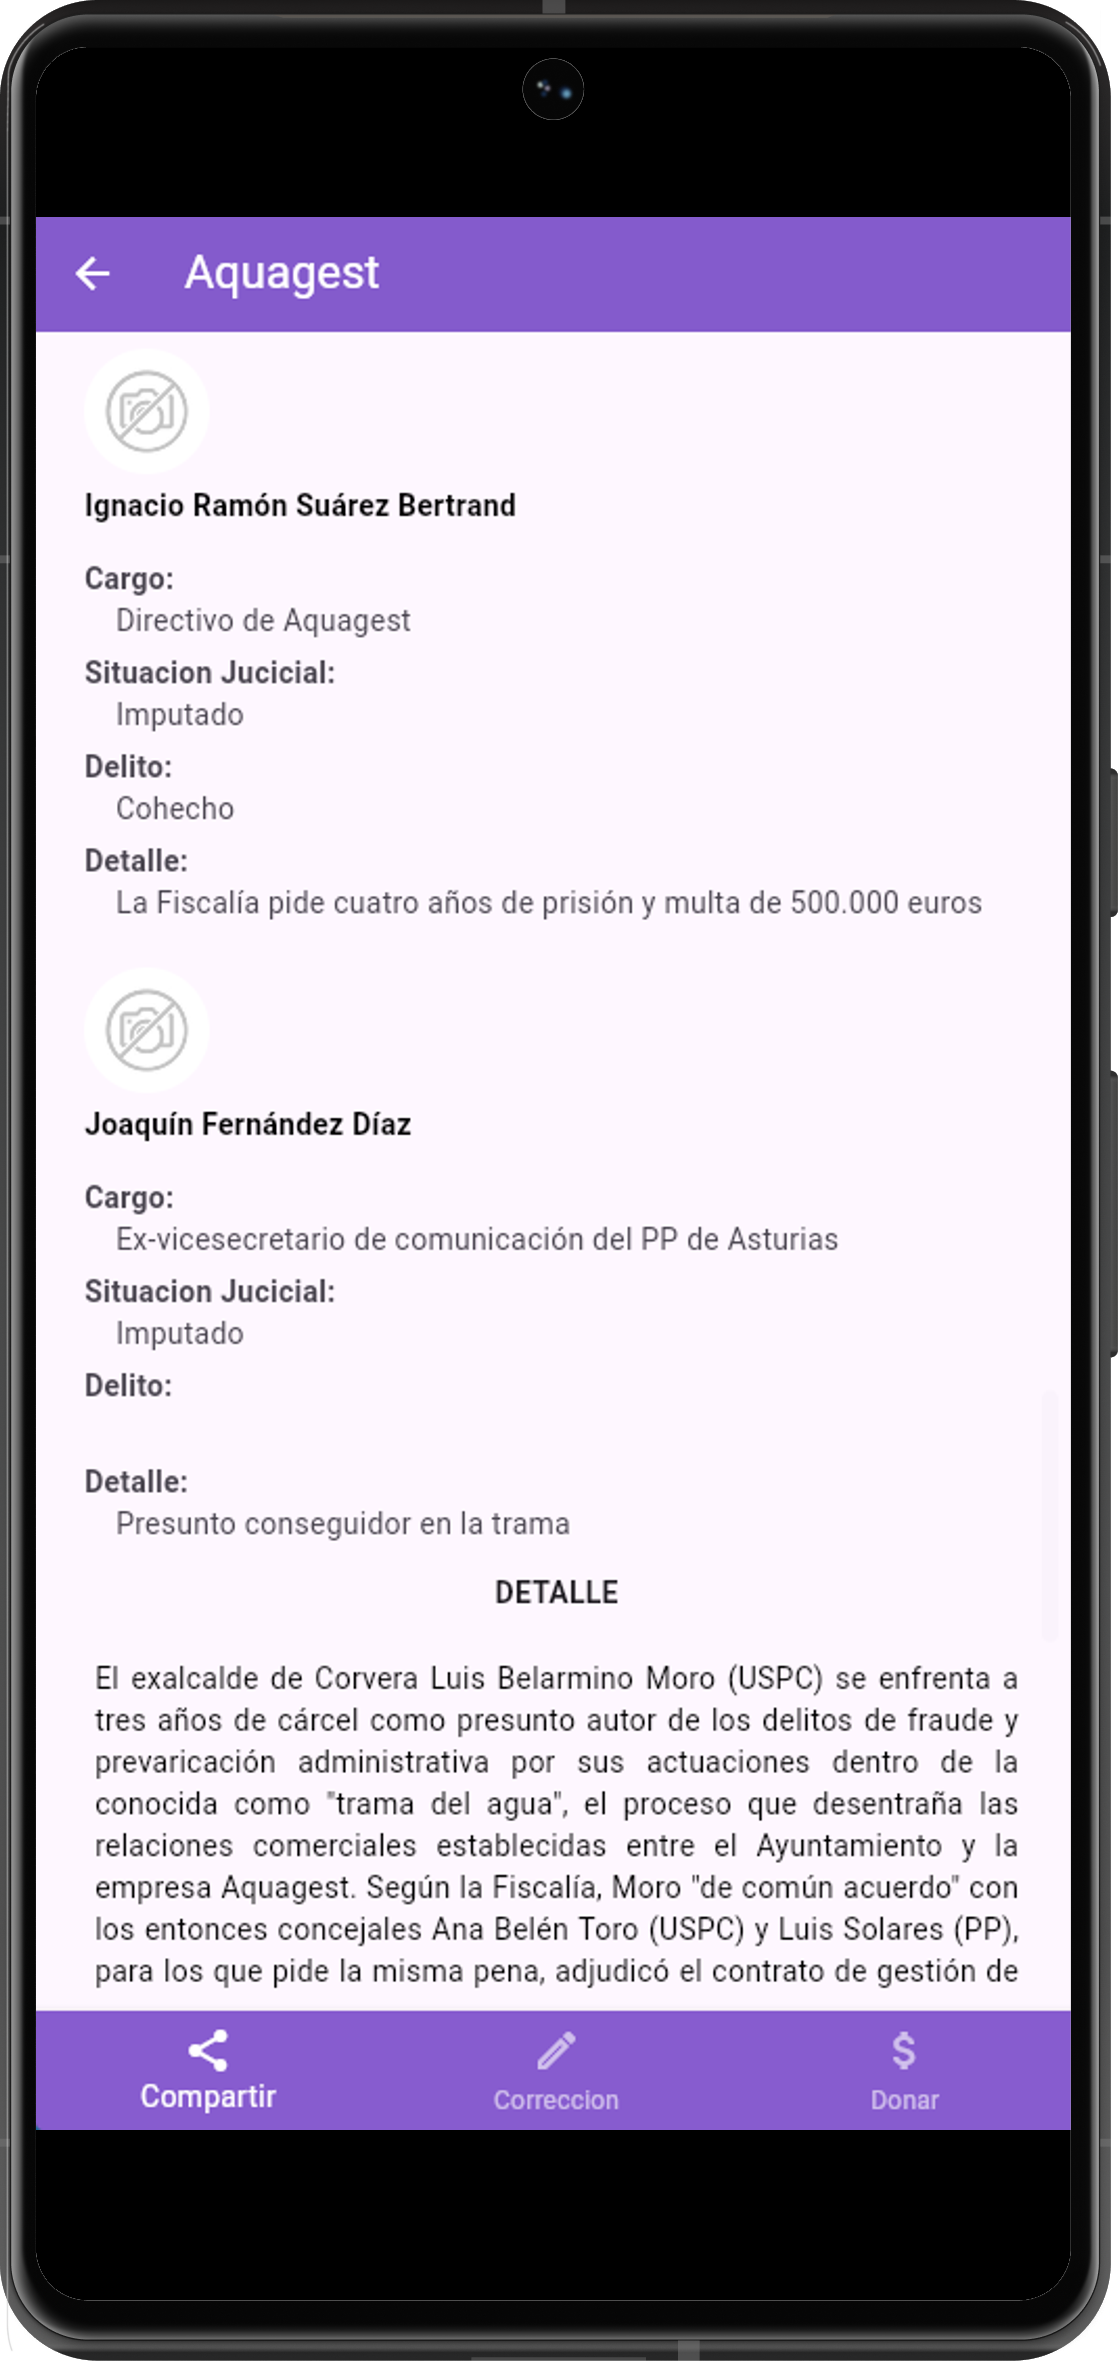 Aquagest
Ignacio Ramón Suárez Bertrand
Cargo:
Directivo de Aquagest
Situacion Jucicial:
Imputado
Delito:
Cohecho
Detalle:
La Fiscalía pide cuatro años de prisión y multa de 500.000 euros
Joaquín Fernández Díaz
Cargo:
Ex-vicesecretario de comunicación del PP de Asturias
Situacion Jucicial:
Imputado
Delito:
Detalle:
Presunto conseguidor en la trama
DETALLE
El exalcalde de Corvera Luis Belarmino Moro (USPC) se enfrenta a
tres años de cárcel como presunto autor de los delitos de fraude y
prevaricación administrativa por sus actuaciones dentro de la
conocida como "trama del agua", el proceso que desentraña las
relaciones comerciales establecidas entre el Ayuntamiento y la
empresa Aquagest. Según la Fiscalía, Moro "de común acuerdo" con
los entonces concejales Ana Belén Toro (USPC) y Luis Solares (PP),
para los que pide la misma pena, adjudicó el contrato de gestión de
Compartir
Correccion
Donar